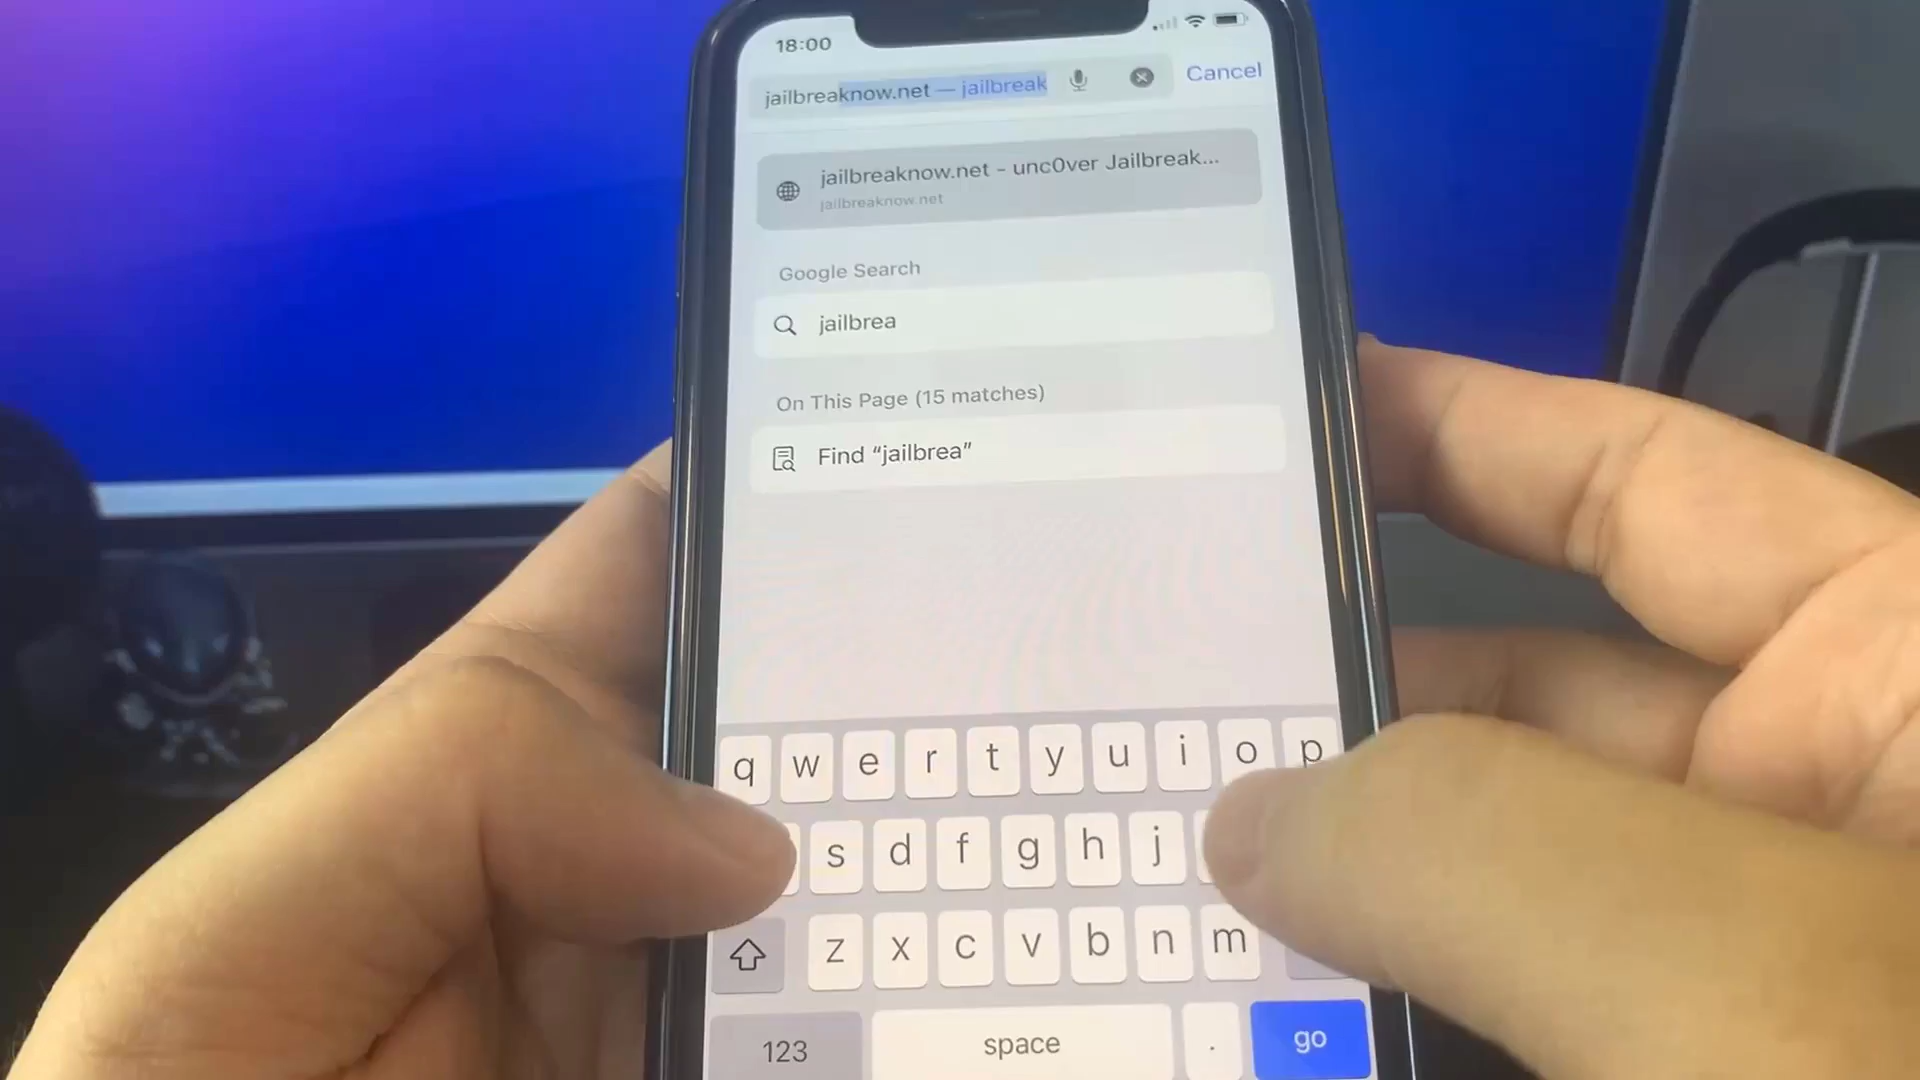 18:00
jailbreaknow.net — jailbreak
Cancel
jailbreaknow.net - unc0ver Jailbreak...
jailbreaknow.net
Google Search
jailbrea
On This Page (15 matches)
Find “jailbrea”
q w e r t y u i o p
s d f g h j
z x c v b n m
123 space . go